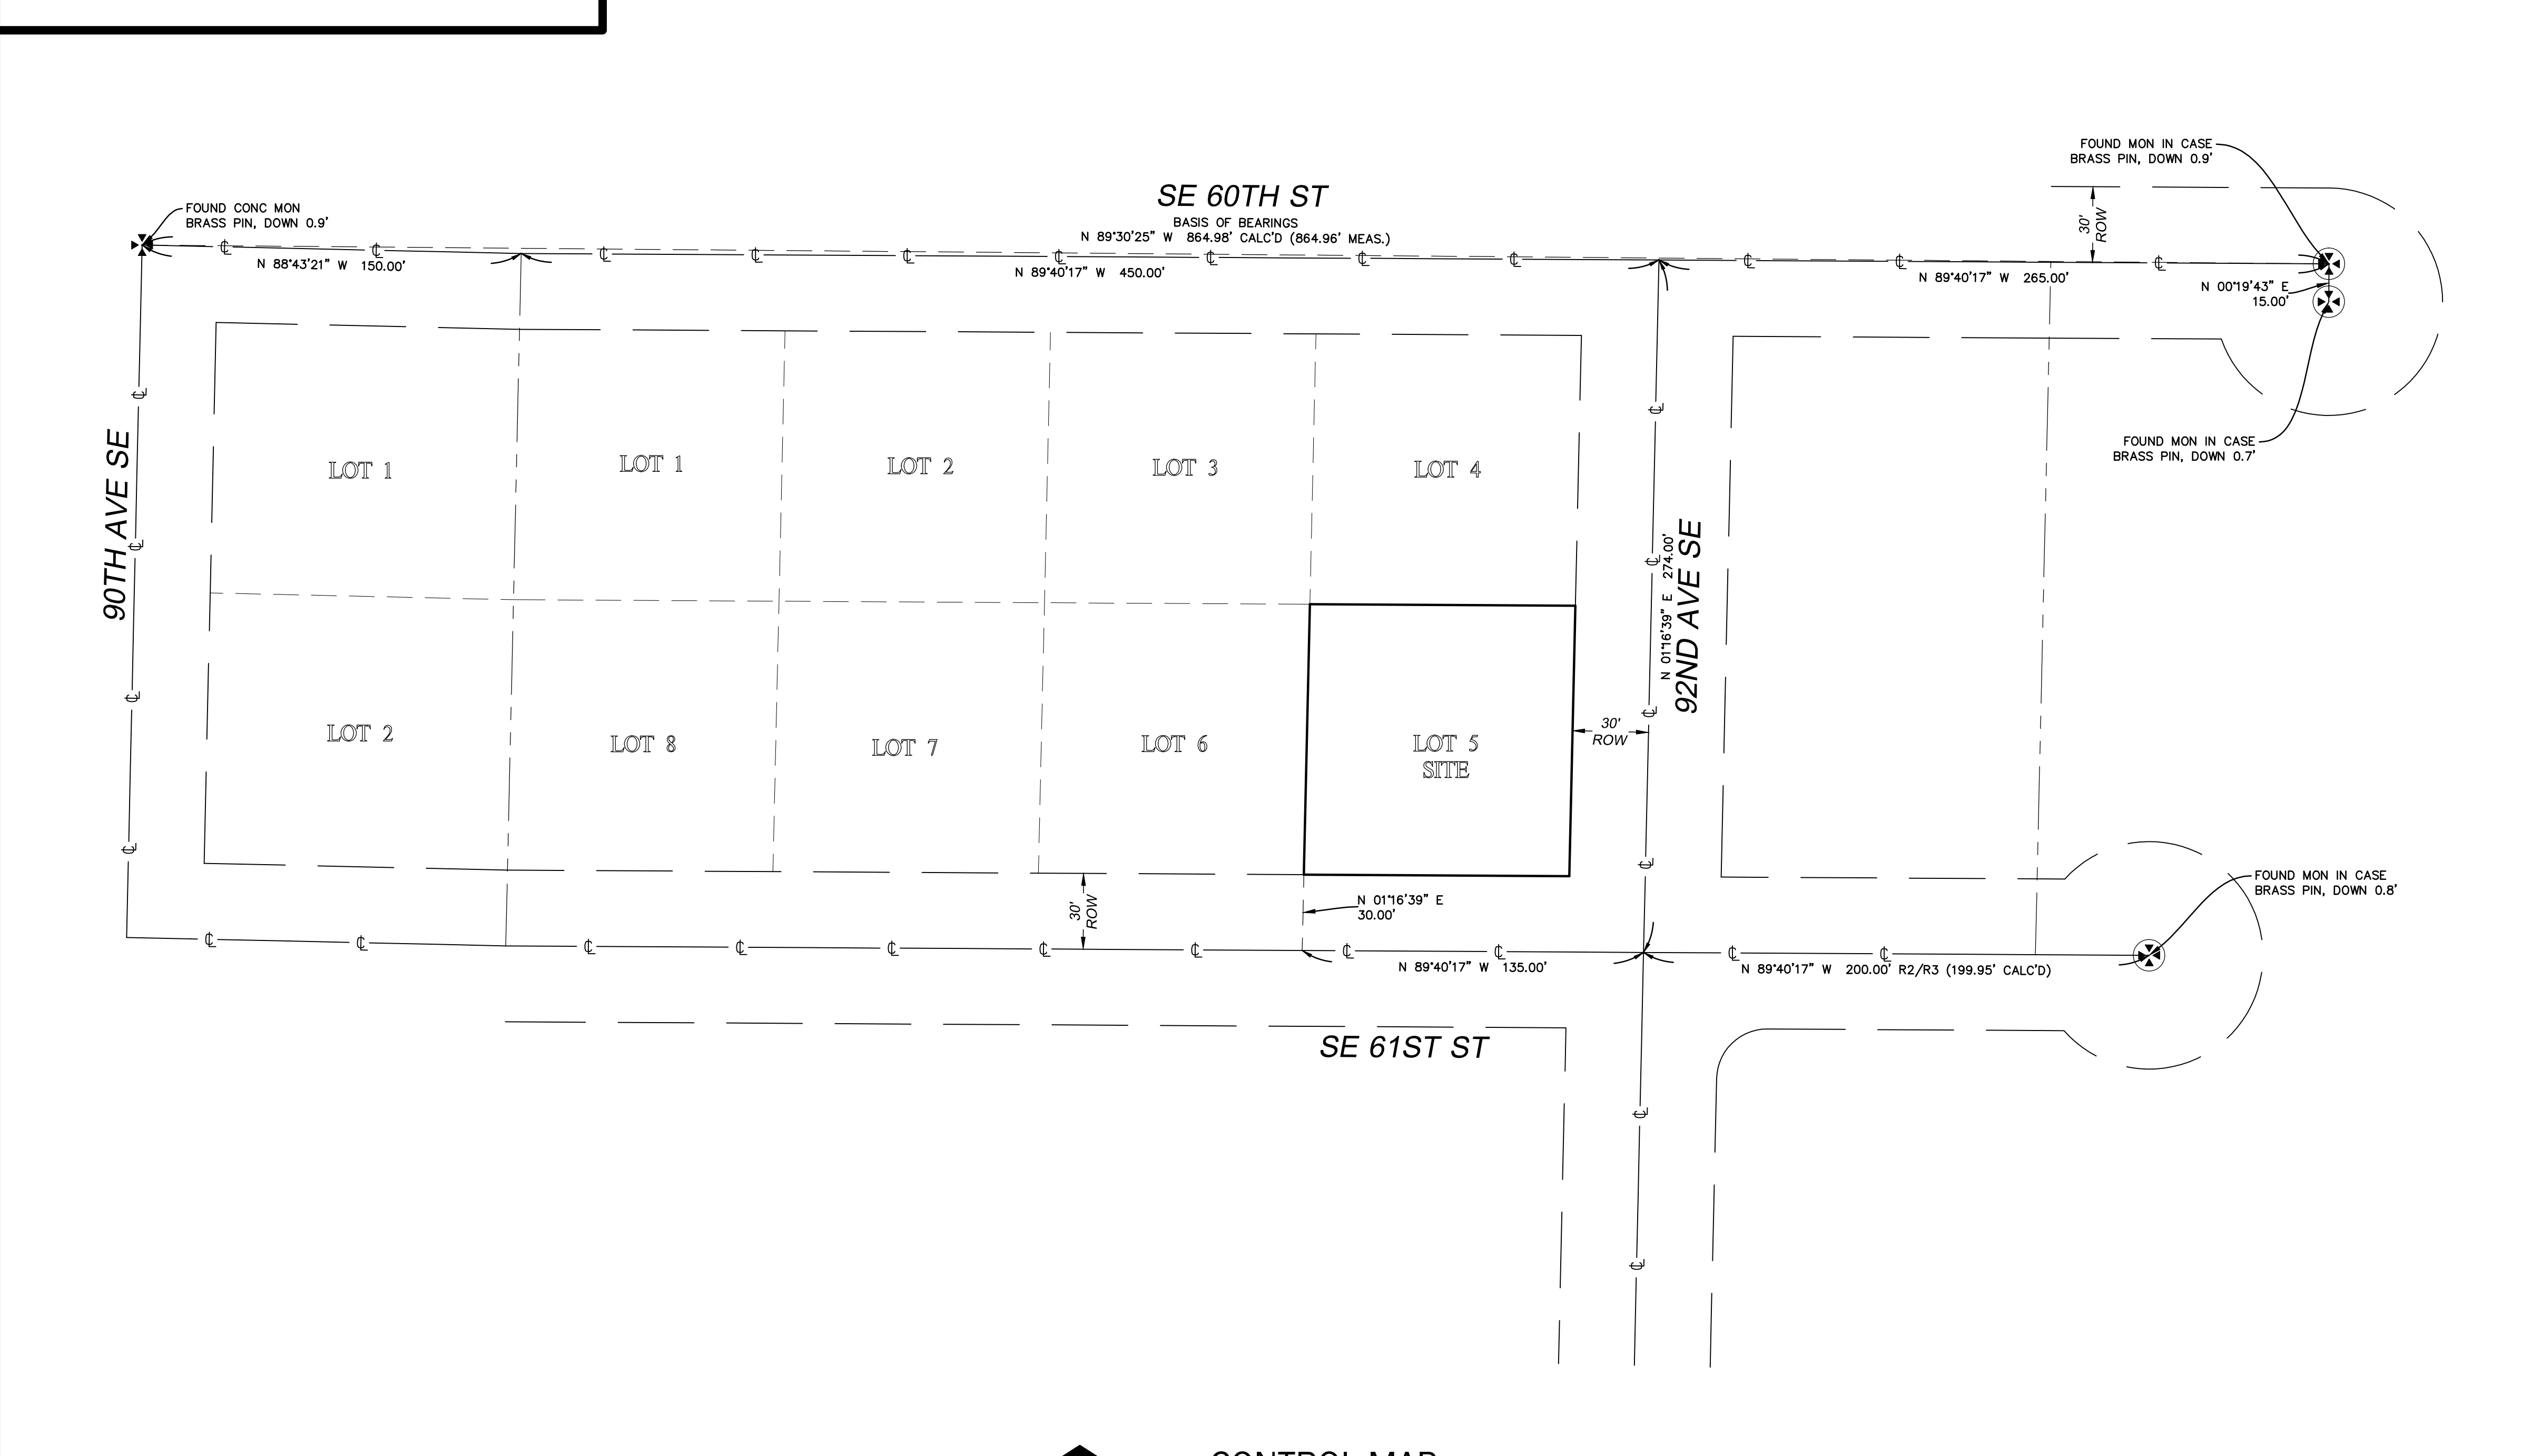 FOUND MON IN CASE
BRASS PIN, DOWN 0.9'
SE 60TH ST
FOUND CONC MON
BRASS PIN, DOWN 0.9'
BASIS OF BEARINGS
N 89°30'25" W 864.98' CALC'D (864.96' MEAS.)
30'
ROW
N 88°43'21" W 150.00'
N 89°40'17" W 450.00'
N 89°40'17" W 265.00'
N 00°19'43" E
15.00'
FOUND MON IN CASE
BRASS PIN, DOWN 0.7'
90TH AVE SE
LOT 1
LOT 1
LOT 2
LOT 3
LOT 4
N 01°16'39" E 274.00'
92ND AVE SE
LOT 2
LOT 8
LOT 7
LOT 6
LOT 5
SITE
30'
ROW
FOUND MON IN CASE
BRASS PIN, DOWN 0.8'
30'
ROW
N 01°16'39" E
30.00'
N 89°40'17" W 135.00'
N 89°40'17" W 200.00' R2/R3 (199.95' CALC'D)
SE 61ST ST
CONTROL MAP